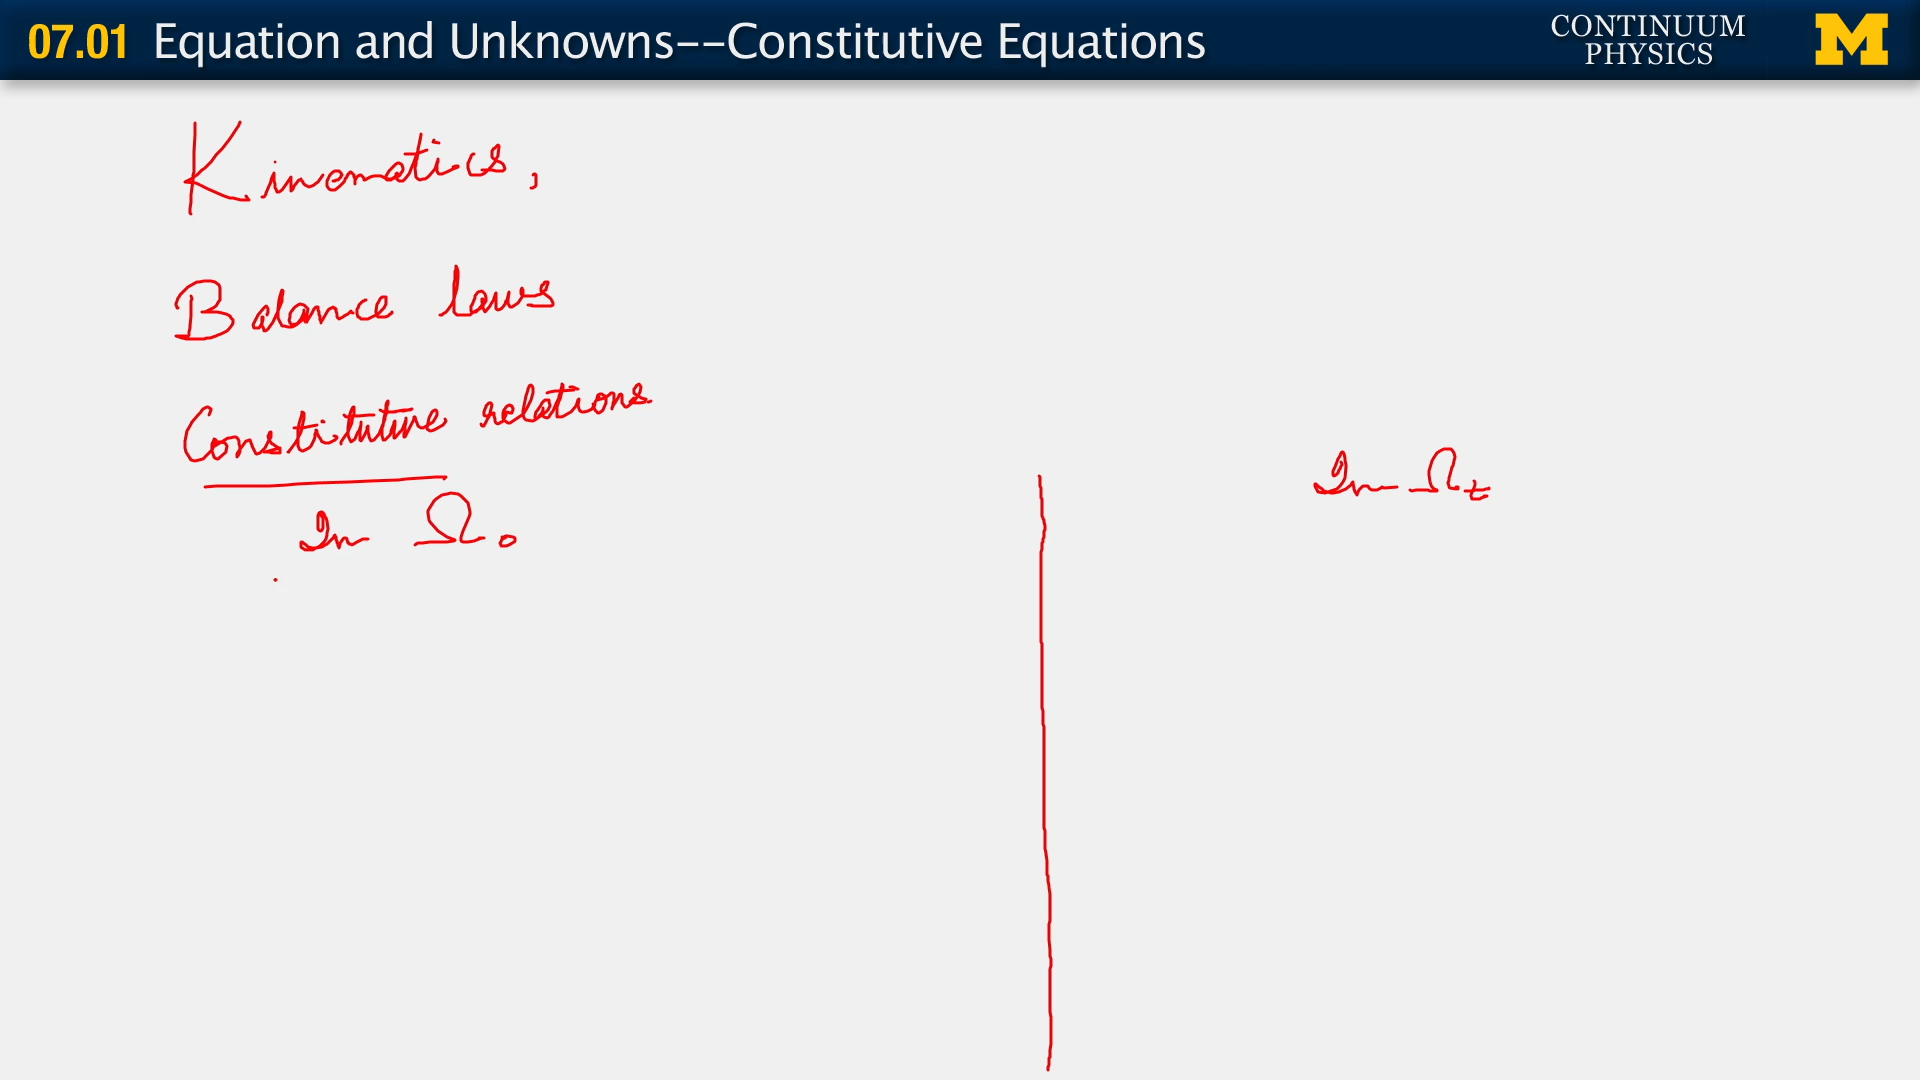 07.01 Equation and Unknowns--Constitutive Equations
CONTINUUM
PHYSICS
M
Kinematics,
Balance laws
Constitutive relations
In Ω₀
In Ωₜ